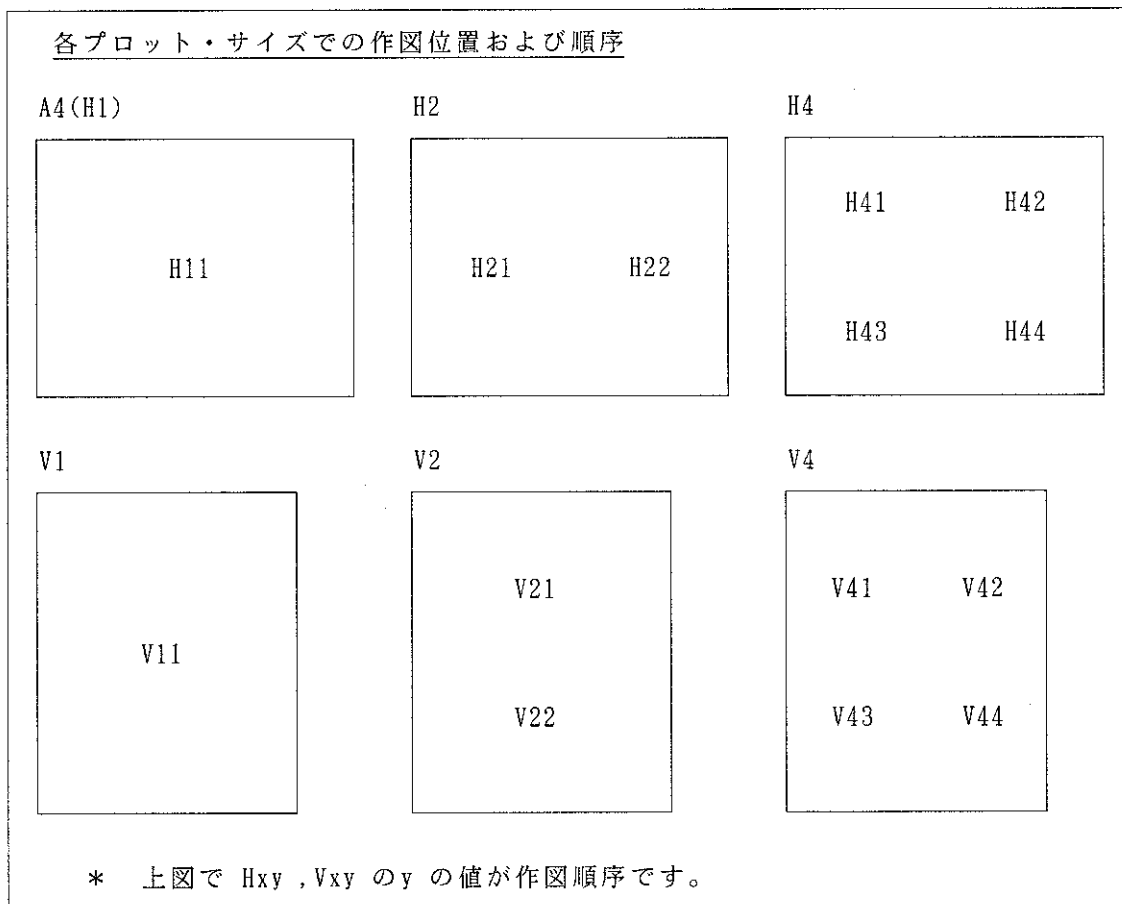 各プロット・サイズでの作図位置および順序
A4(H1) H2 H4
H41 H42
H11 H21 H22
H43 H44
V1 V2 V4
V21 V41 V42
V11
V22 V43 V44
* 上図で Hxy ,Vxy のy の値が作図順序です。